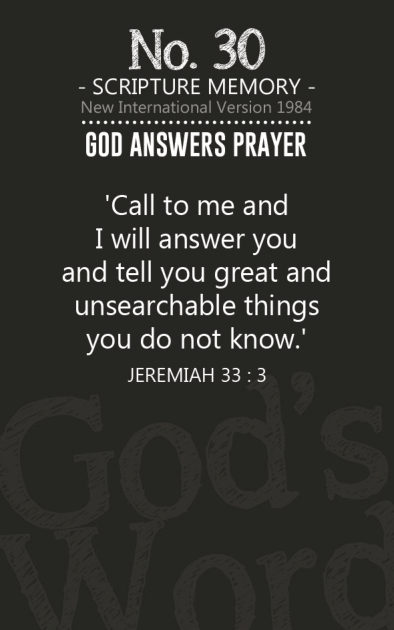 No. 30
- SCRIPTURE MEMORY -
New International Version 1984
GOD ANSWERS PRAYER
'Call to me and
I will answer you
and tell you great and
unsearchable things
you do not know.'
JEREMIAH 33 : 3
God's
Word